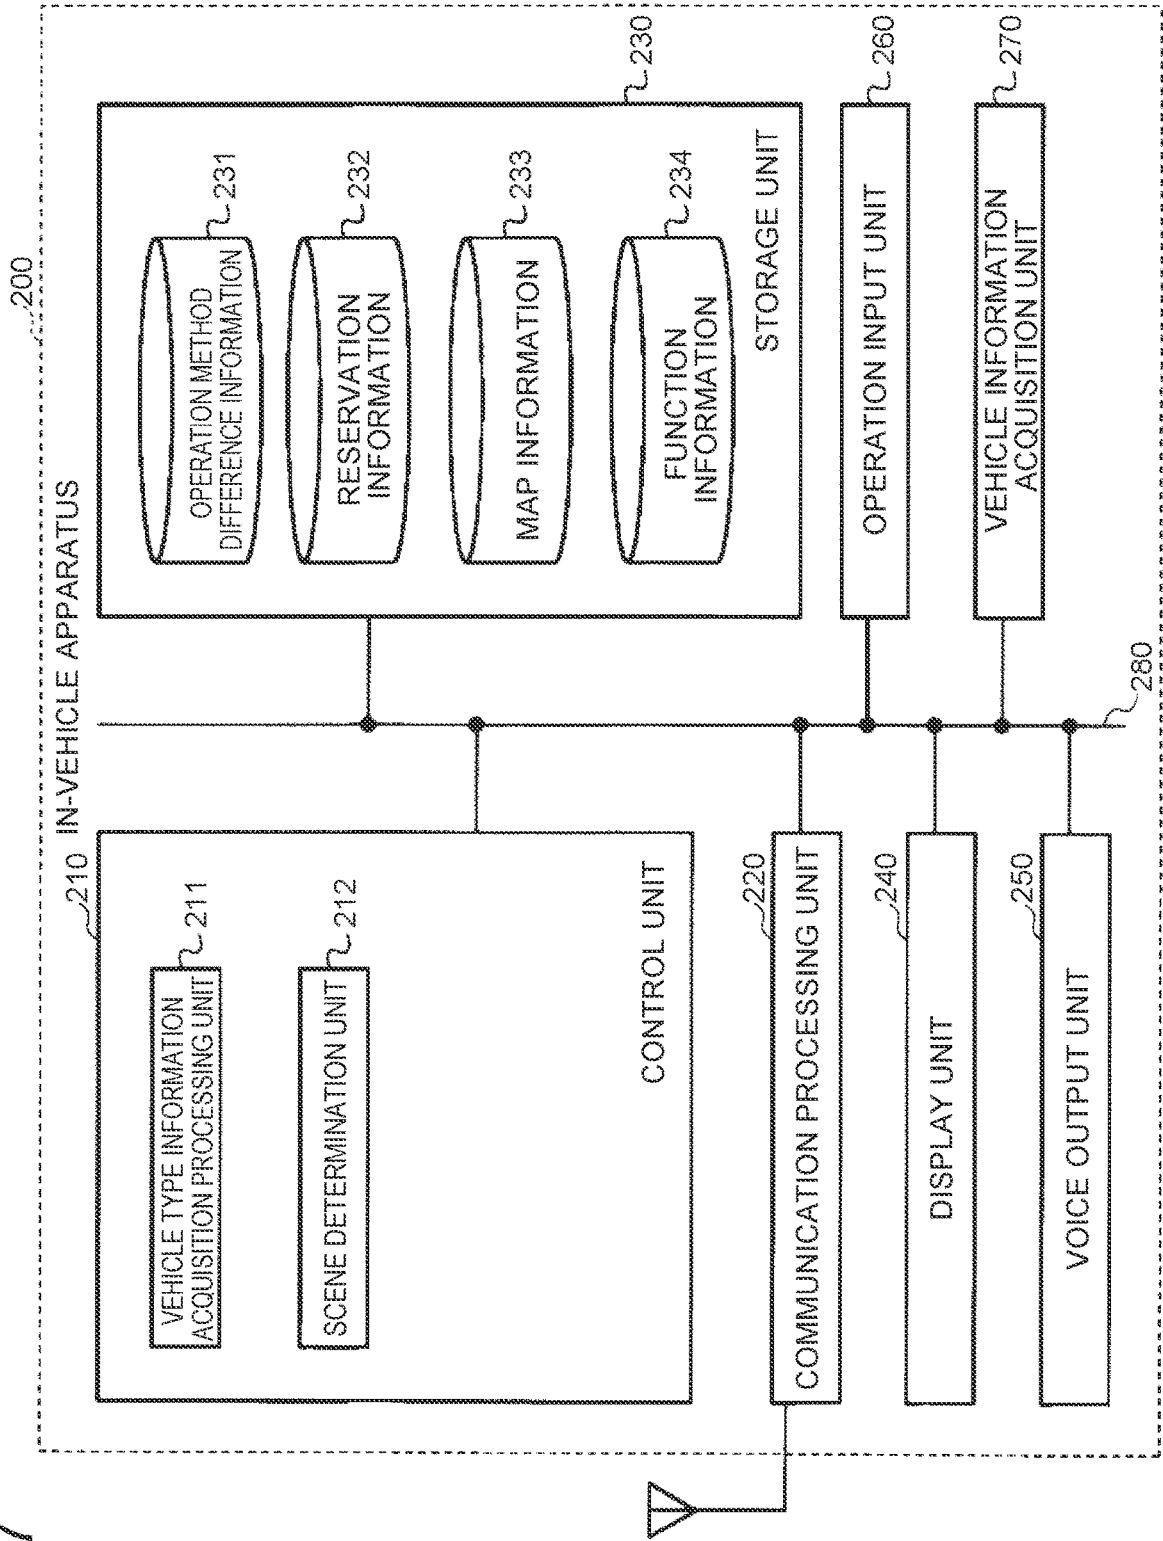 200
IN-VEHICLE APPARATUS
210
VEHICLE TYPE INFORMATION
ACQUISITION PROCESSING UNIT
211
SCENE DETERMINATION UNIT
212
CONTROL UNIT
220
COMMUNICATION PROCESSING UNIT
240
DISPLAY UNIT
250
VOICE OUTPUT UNIT
230
OPERATION METHOD
DIFFERENCE INFORMATION
231
RESERVATION
INFORMATION
232
MAP INFORMATION
233
FUNCTION
INFORMATION
234
STORAGE UNIT
260
OPERATION INPUT UNIT
270
VEHICLE INFORMATION
ACQUISITION UNIT
280